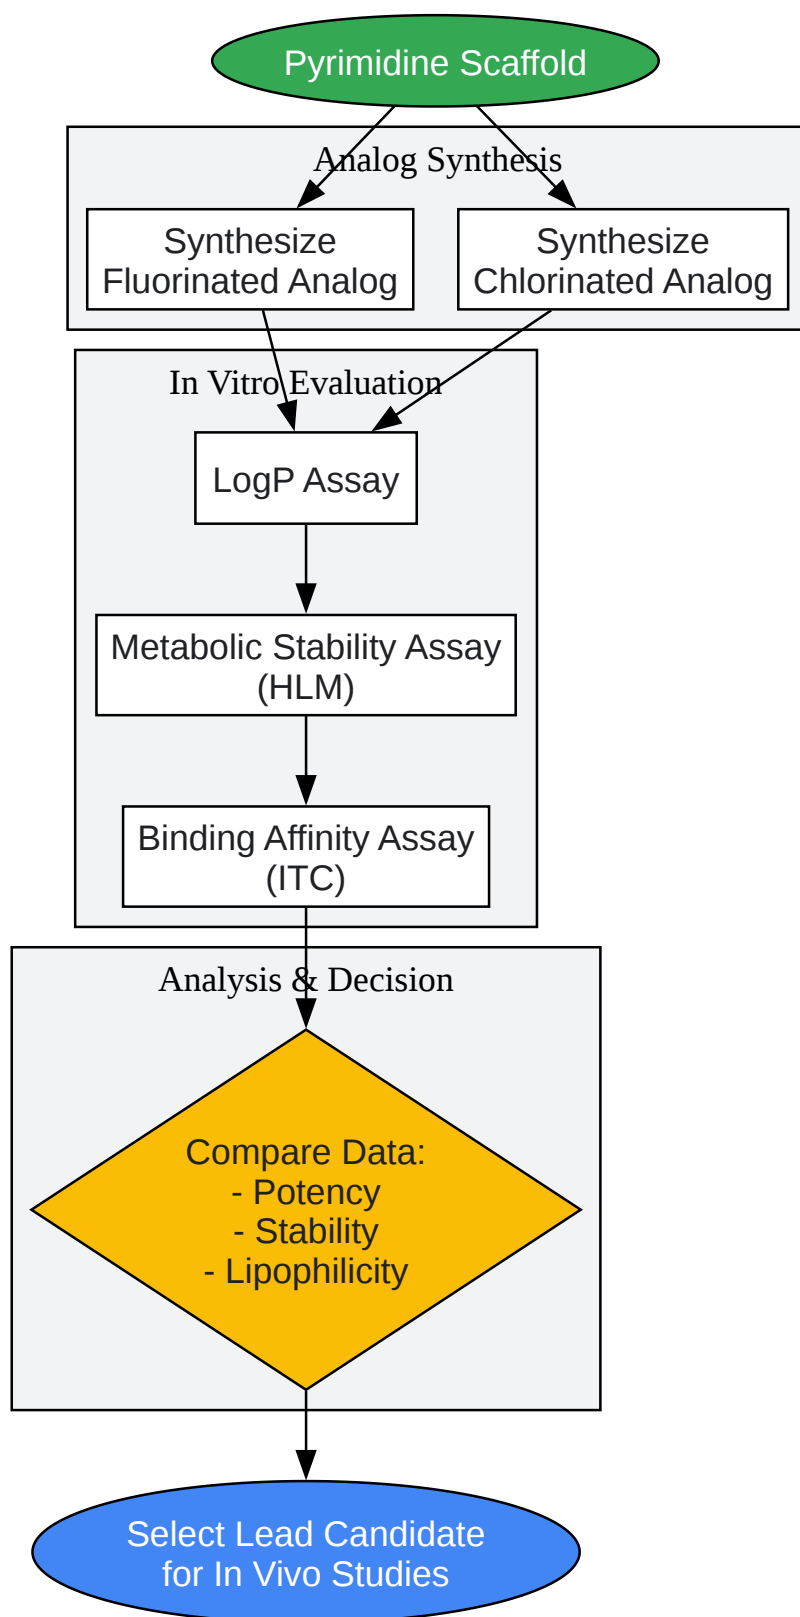 Pyrimidine Scaffold
Analog Synthesis
Synthesize
Fluorinated Analog
Synthesize
Chlorinated Analog
In Vitro Evaluation
LogP Assay
Metabolic Stability Assay
(HLM)
Binding Affinity Assay
(ITC)
Analysis & Decision
Compare Data:
- Potency
- Stability
- Lipophilicity
Select Lead Candidate
for In Vivo Studies